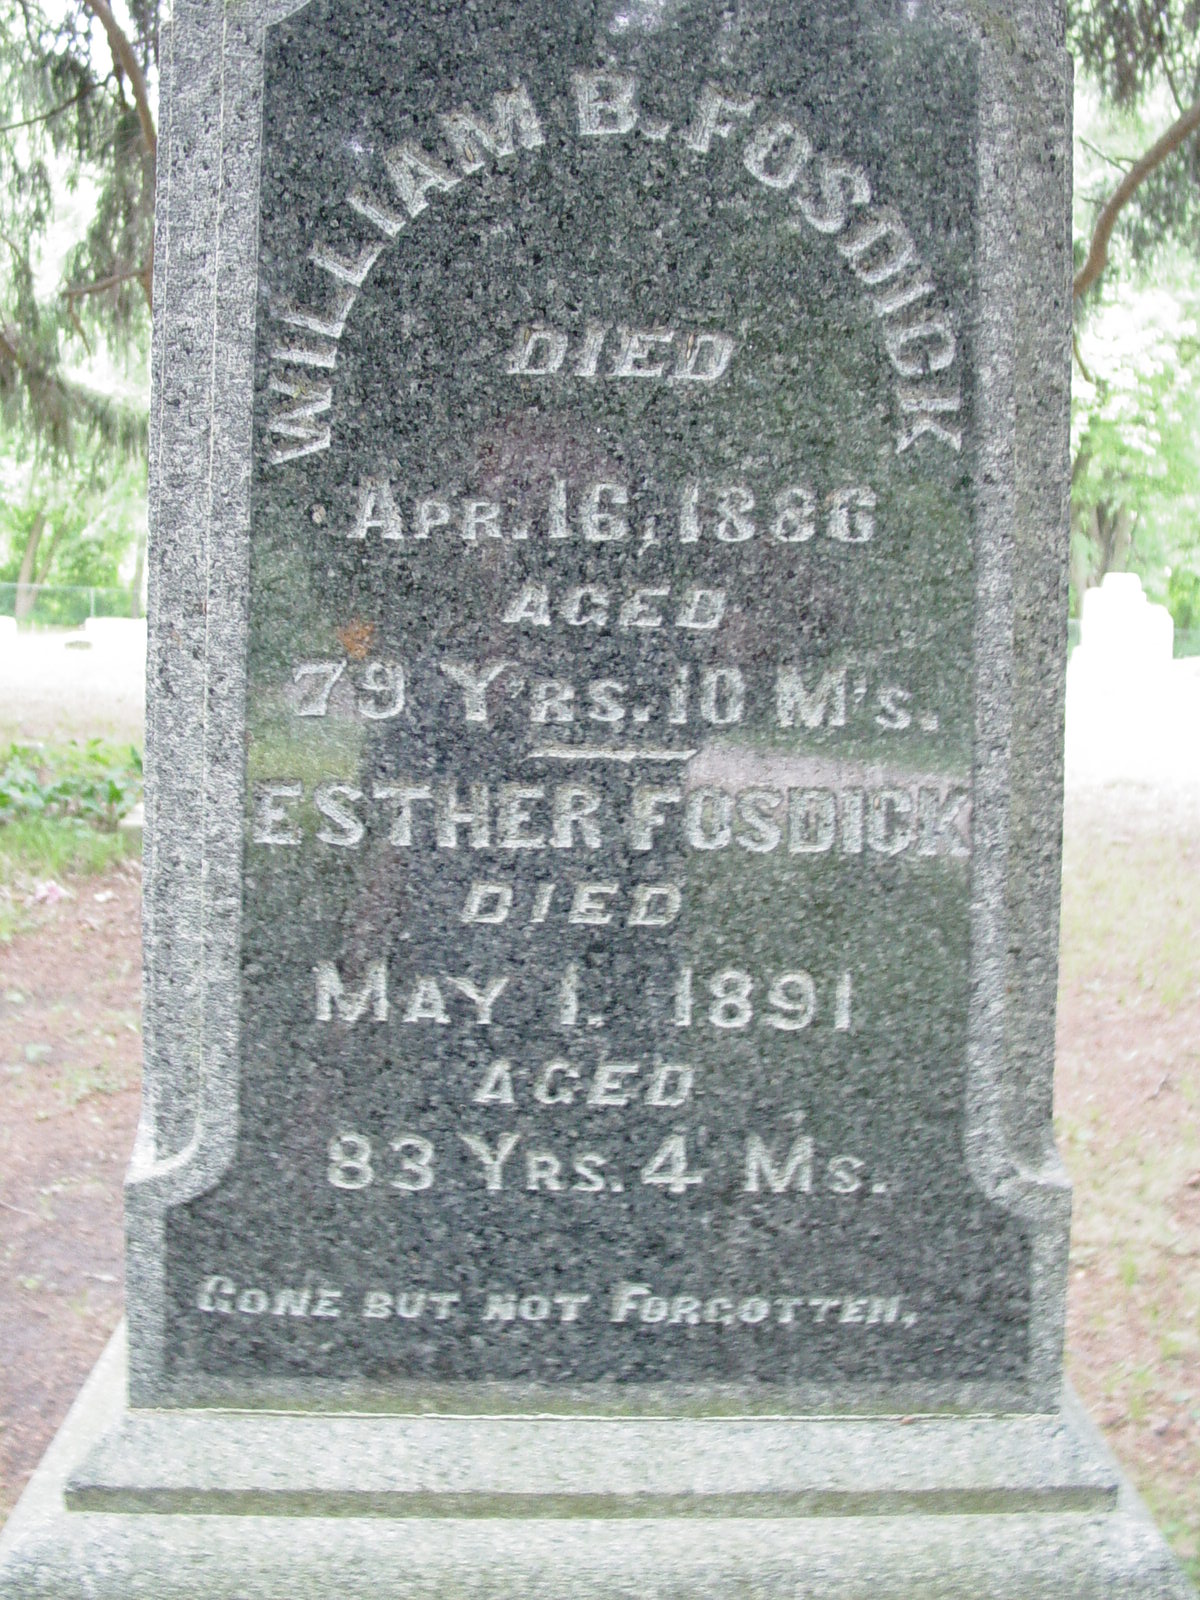 WILLIAM B. FOSDICK
DIED
APR. 16, 1886
AGED
79 Y'RS. 10 M's.
ESTHER FOSDICK
DIED
MAY 1. 1891
AGED
83 YRS. 4 MS.
GONE BUT NOT FORGOTTEN.